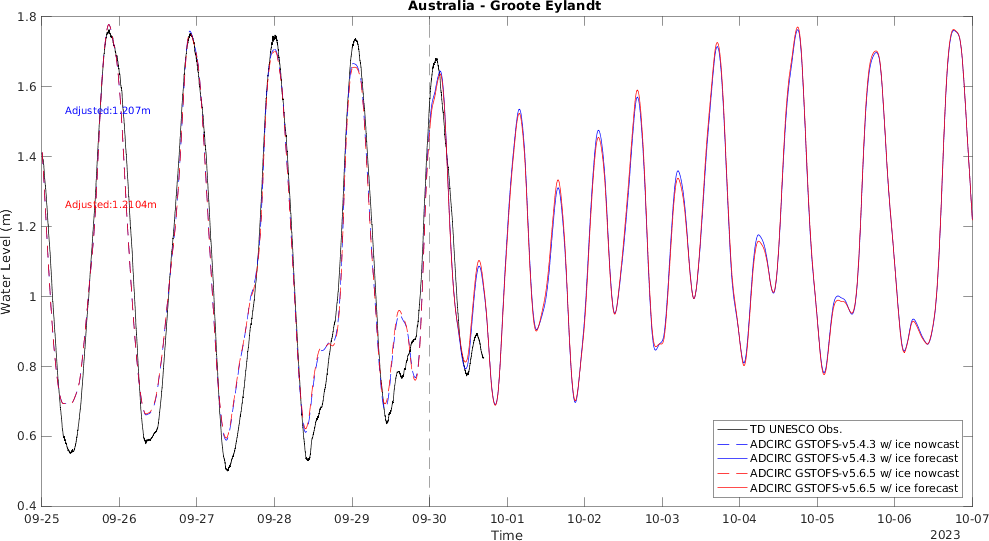 Australia - Groote Eylandt
1.8
1.6
1.4
1.2
1
0.8
0.6
0.4
Water Level (m)
Adjusted:1.207m
Adjusted:1.2104m
TD UNESCO Obs.
ADCIRC GSTOFS-v5.4.3 w/ ice nowcast
ADCIRC GSTOFS-v5.4.3 w/ ice forecast
ADCIRC GSTOFS-v5.6.5 w/ ice nowcast
ADCIRC GSTOFS-v5.6.5 w/ ice forecast
09-25 09-26 09-27 09-28 09-29 09-30 10-01 10-02 10-03 10-04 10-05 10-06 10-07
Time
2023